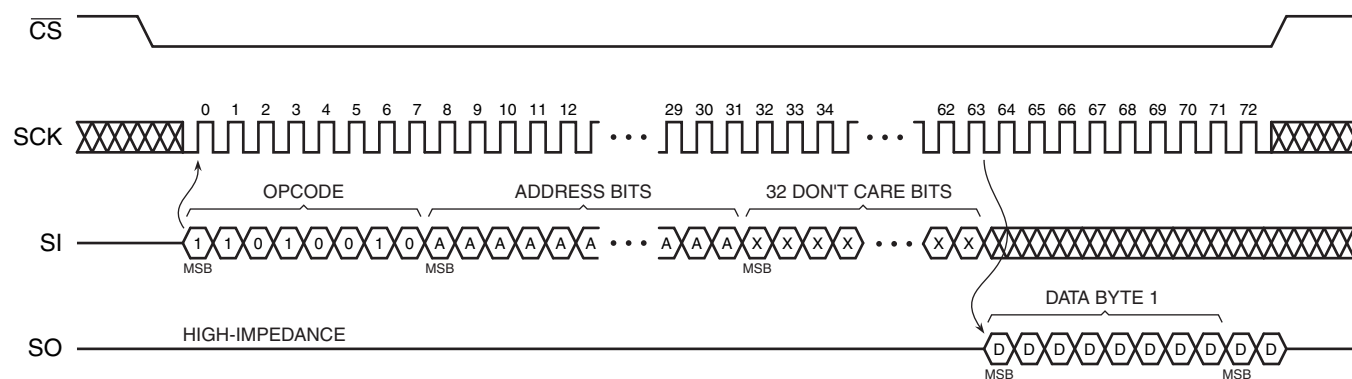 C̅S̅
0 1 2 3 4 5 6 7 8 9 10 11 12 29 30 31 32 33 34 62 63 64 65 66 67 68 69 70 71 72
SCK • • • • • •
OPCODE ADDRESS BITS 32 DON'T CARE BITS
SI 1 1 0 1 0 0 1 0 A A A A A A • • • A A A X X X X • • • X X
MSB MSB MSB
DATA BYTE 1
HIGH-IMPEDANCE
SO D D D D D D D D D D
MSB MSB